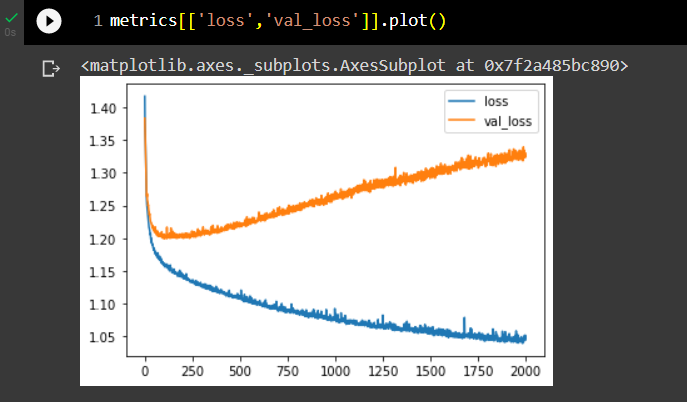 1 metrics[['loss','val_loss']].plot()
0s
<matplotlib.axes._subplots.AxesSubplot at 0x7f2a485bc890>
loss
val_loss
1.40
1.35
1.30
1.25
1.20
1.15
1.10
1.05
0 250 500 750 1000 1250 1500 1750 2000